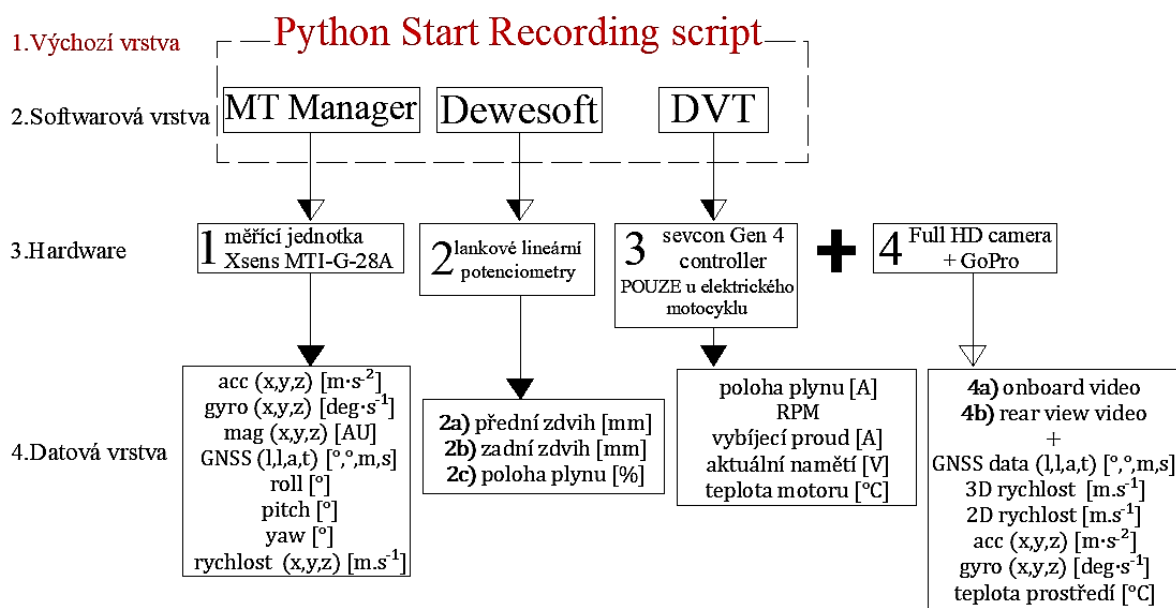 1.Výchozí vrstva
Python Start Recording script
2.Softwarová vrstva
MT Manager
Dewesoft
DVT
3.Hardware
1 měřící jednotka
Xsens MTI-G-28A
2 lankové lineární
potenciometry
3 sevcon Gen 4
controller
POUZE u elektrického
motocyklu
+
4 Full HD camera
+ GoPro
4.Datová vrstva
acc (x,y,z) [m·s⁻²]
gyro (x,y,z) [deg·s⁻¹]
mag (x,y,z) [AU]
GNSS (l,l,a,t) [°,°,m,s]
roll [°]
pitch [°]
yaw [°]
rychlost (x,y,z) [m.s⁻¹]
2a) přední zdvih [mm]
2b) zadní zdvih [mm]
2c) poloha plynu [%]
poloha plynu [A]
RPM
vybíjecí proud [A]
aktuální namětí [V]
teplota motoru [°C]
4a) onboard video
4b) rear view video
+
GNSS data (l,l,a,t) [°,°,m,s]
3D rychlost [m.s⁻¹]
2D rychlost [m.s⁻¹]
acc (x,y,z) [m·s⁻²]
gyro (x,y,z) [deg·s⁻¹]
teplota prostředí [°C]